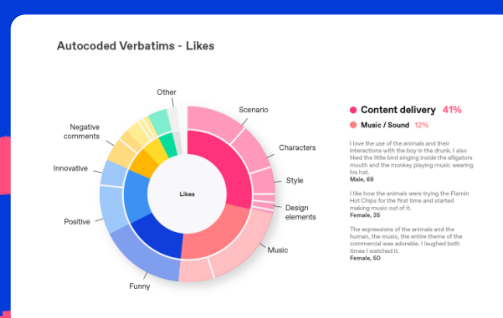 Autocoded Verbatims - Likes
Other
Scenario
Negative
comments
Characters
Innovative
Style
Likes
Design
elements
Positive
Music
Funny
Content delivery 41%
Music / Sound 12%
I love the use of the animals and their
interactions with the boy in the drunk. I also
liked the little bird singing inside the alligators
mouth and the monkey playing music wearing
his hat.
Male, 69
I like how the animals were trying the Flamin
Hot Chips for the first time and started
making music out of it.
Female, 35
The expressions of the animals and the
human, the music, the entire theme of the
commercial was adorable. I laughed both
times I watched it.
Female, 60